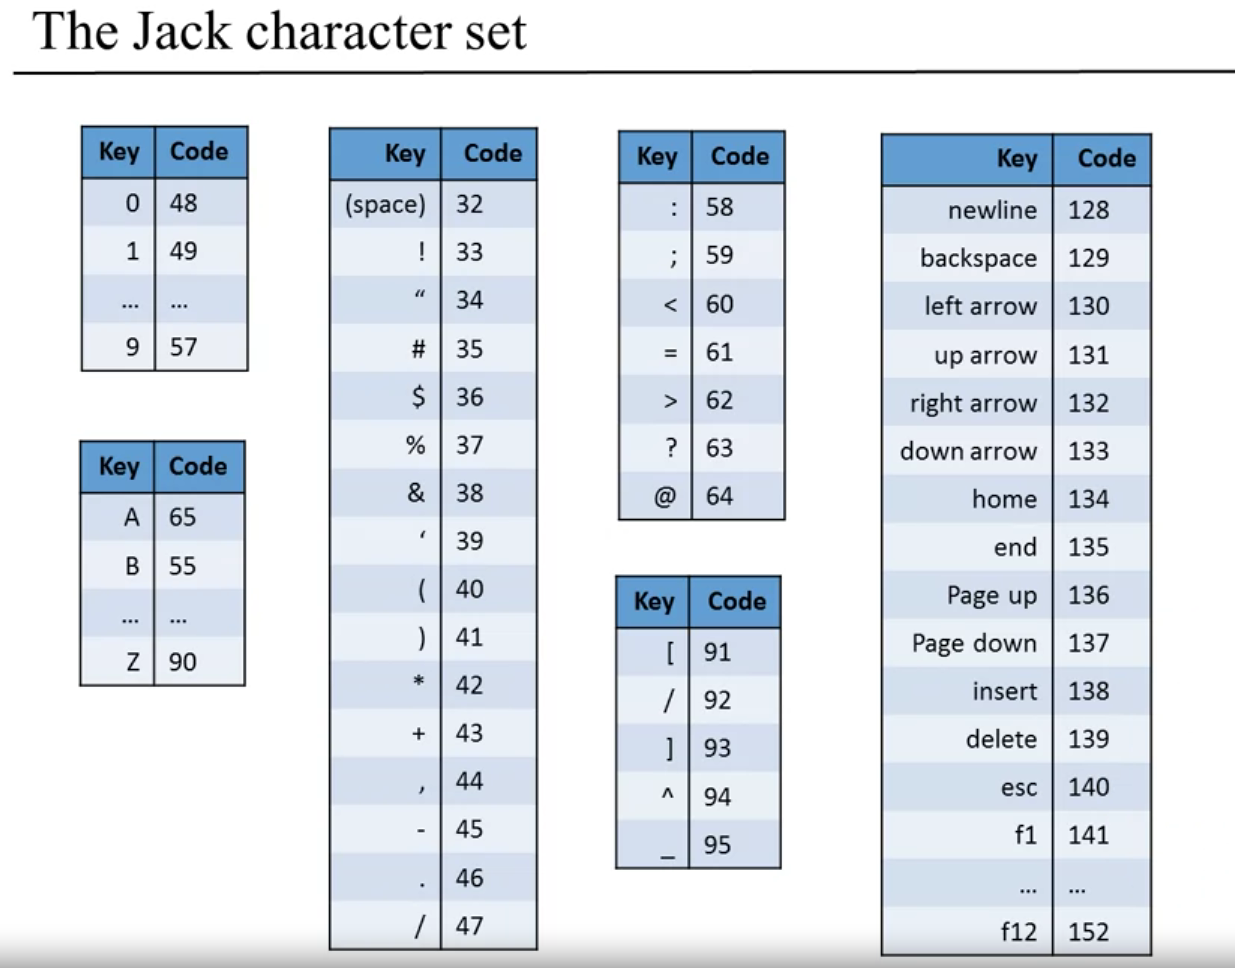 The Jack character set
Key Code
0 48
1 49
... ...
9 57
Key Code
A 65
B 55
... ...
Z 90
Key Code
(space) 32
! 33
“ 34
# 35
$ 36
% 37
& 38
‘ 39
( 40
) 41
* 42
+ 43
, 44
- 45
. 46
/ 47
Key Code
: 58
; 59
< 60
= 61
> 62
? 63
@ 64
Key Code
[ 91
/ 92
] 93
^ 94
_ 95
Key Code
newline 128
backspace 129
left arrow 130
up arrow 131
right arrow 132
down arrow 133
home 134
end 135
Page up 136
Page down 137
insert 138
delete 139
esc 140
f1 141
... ...
f12 152